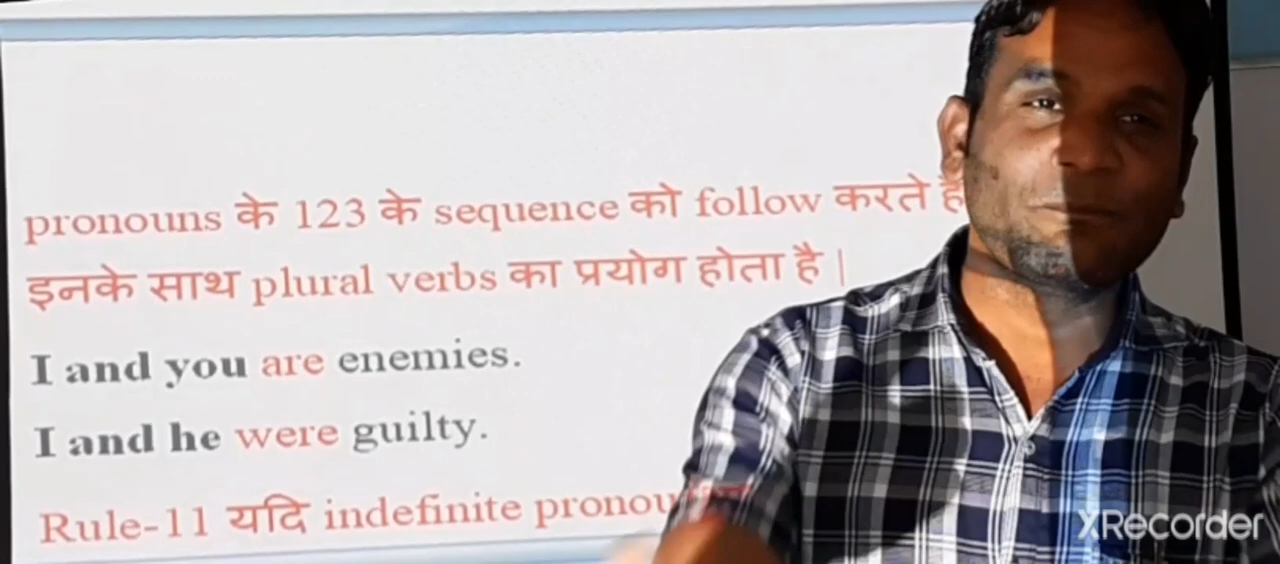 pronouns के 123 के sequence को follow करते हैं
इनके साथ plural verbs का प्रयोग होता है |
I and you are enemies.
I and he were guilty.
Rule-11 यदि indefinite
XRecorder